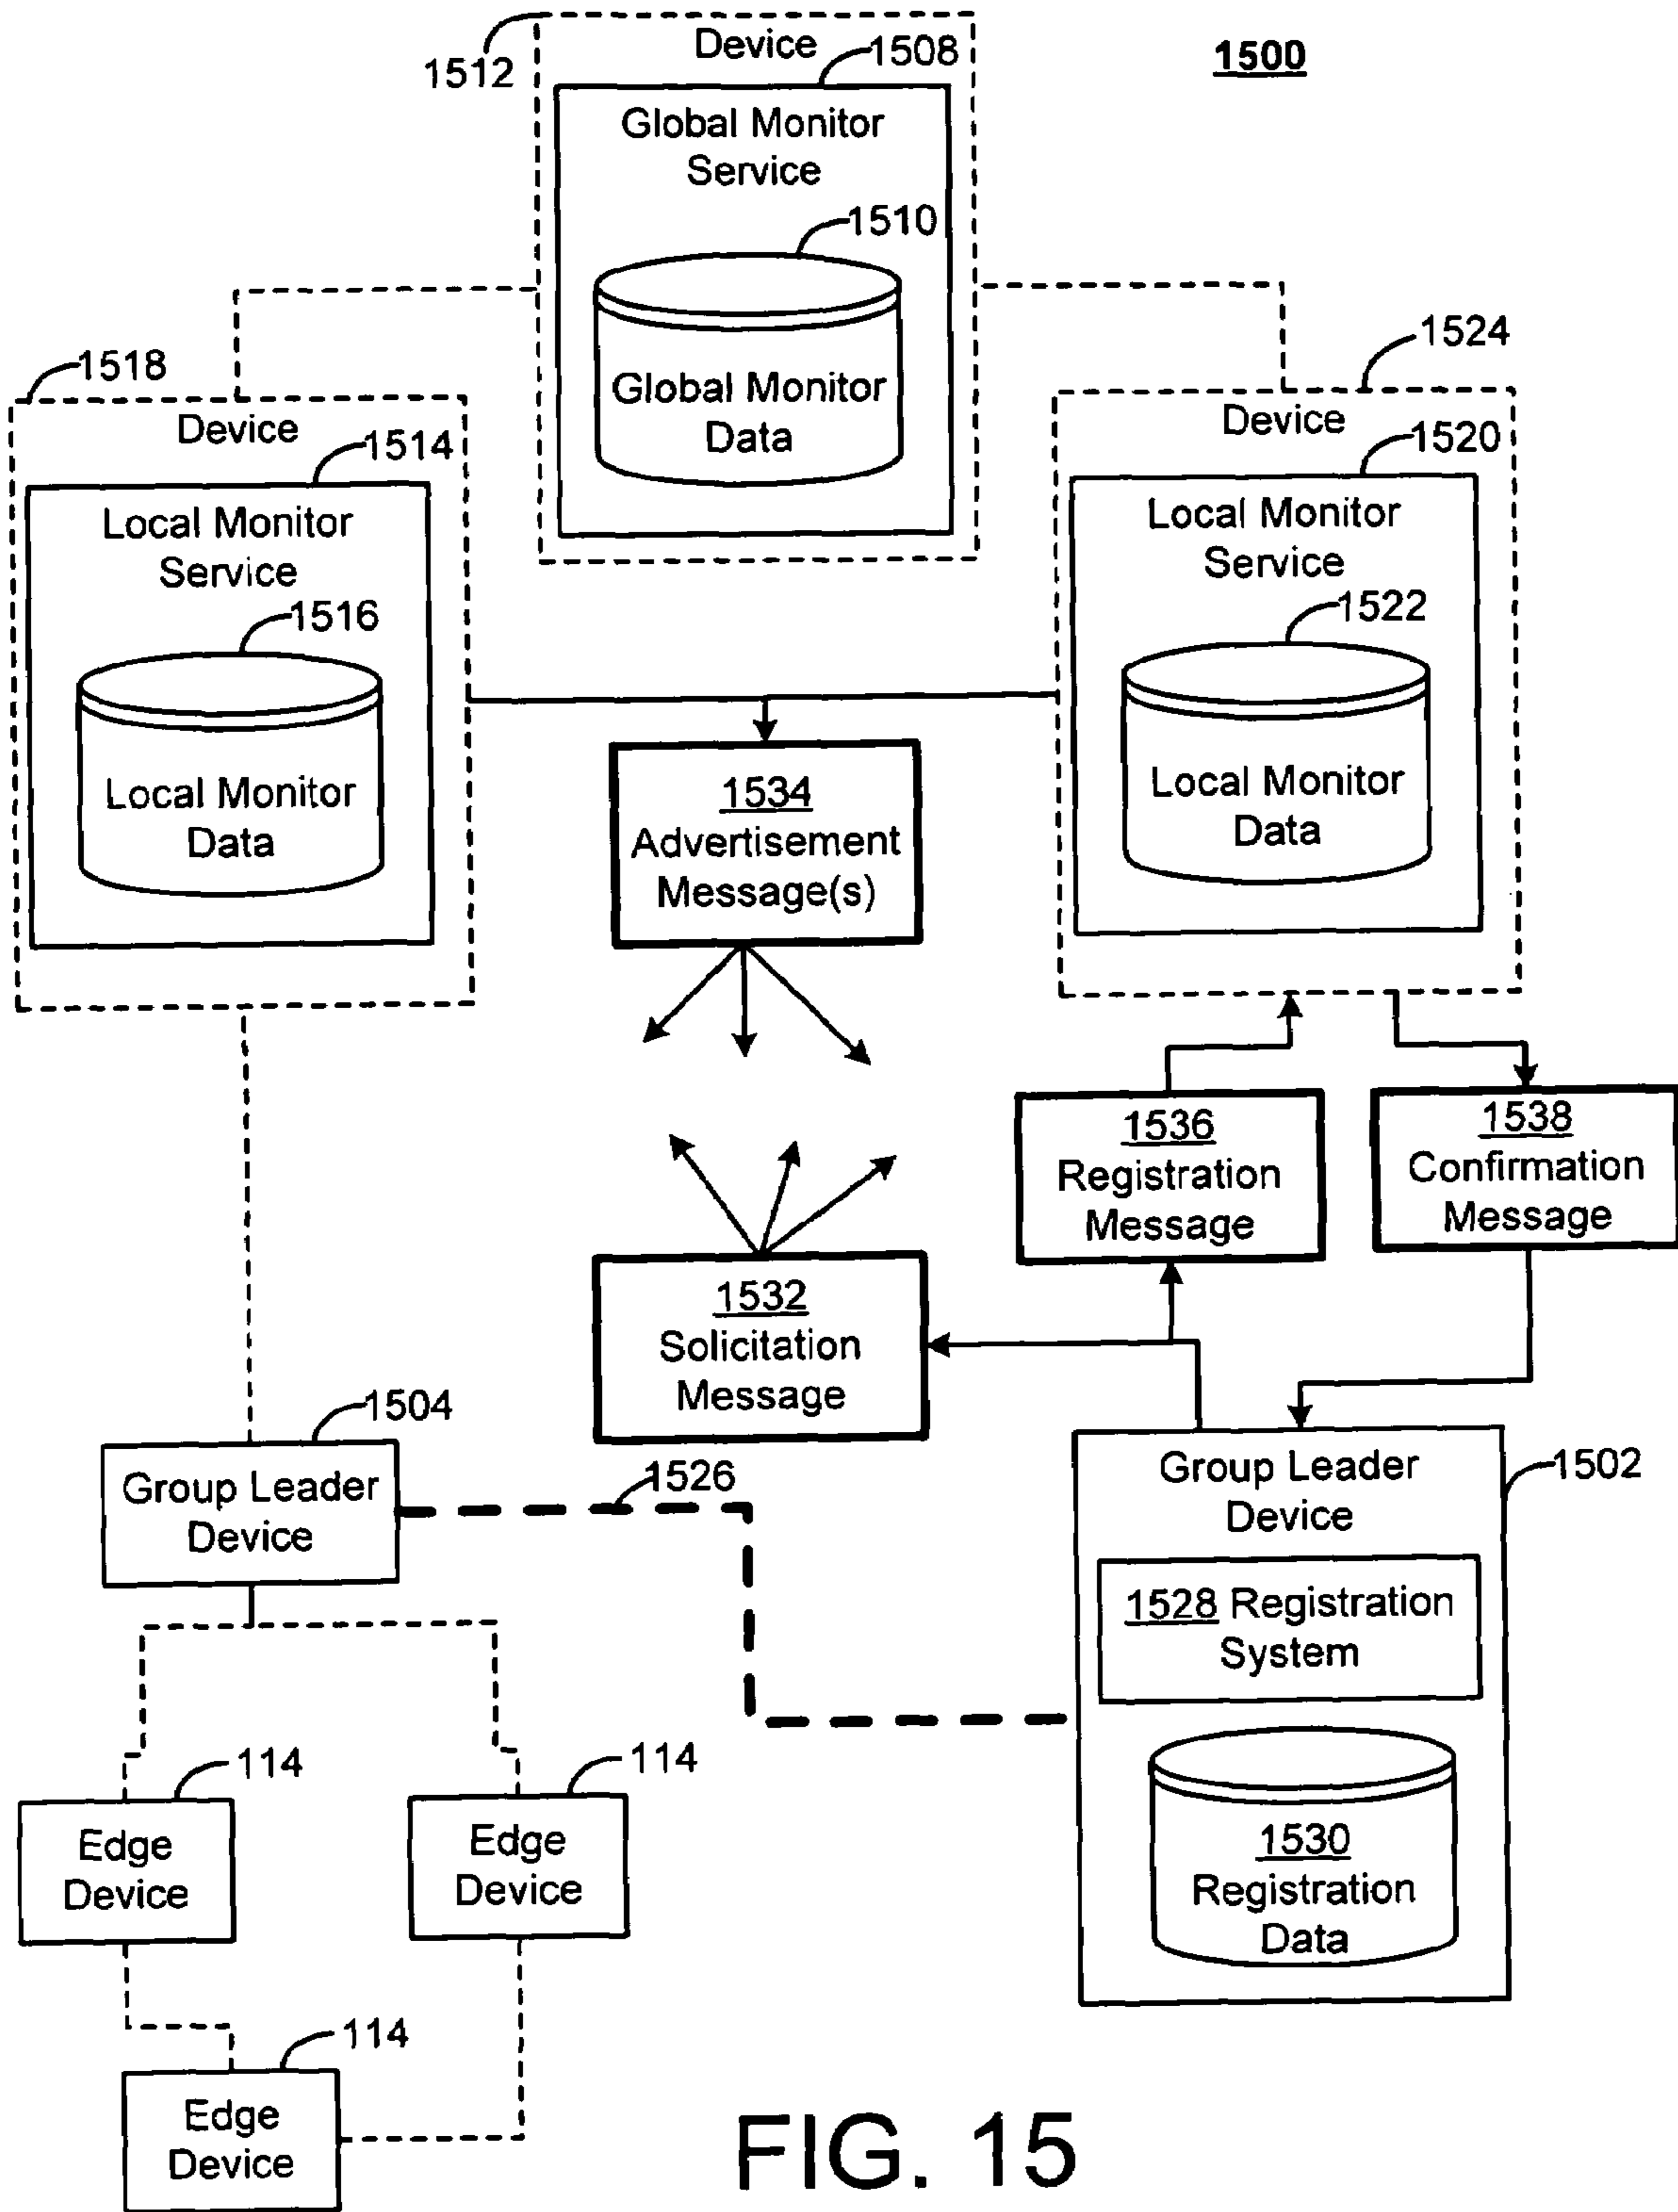 1500
1512
Device
1508
Global Monitor
Service
1510
Global Monitor
Data
1518
Device
1514
Local Monitor
Service
1516
Local Monitor
Data
1524
Device
1520
Local Monitor
Service
1522
Local Monitor
Data
1534
Advertisement
Message(s)
1536
Registration
Message
1538
Confirmation
Message
1532
Solicitation
Message
1504
Group Leader
Device
1526
Group Leader
Device
1502
1528 Registration
System
1530
Registration
Data
114
Edge
Device
114
Edge
Device
114
Edge
Device
FIG. 15